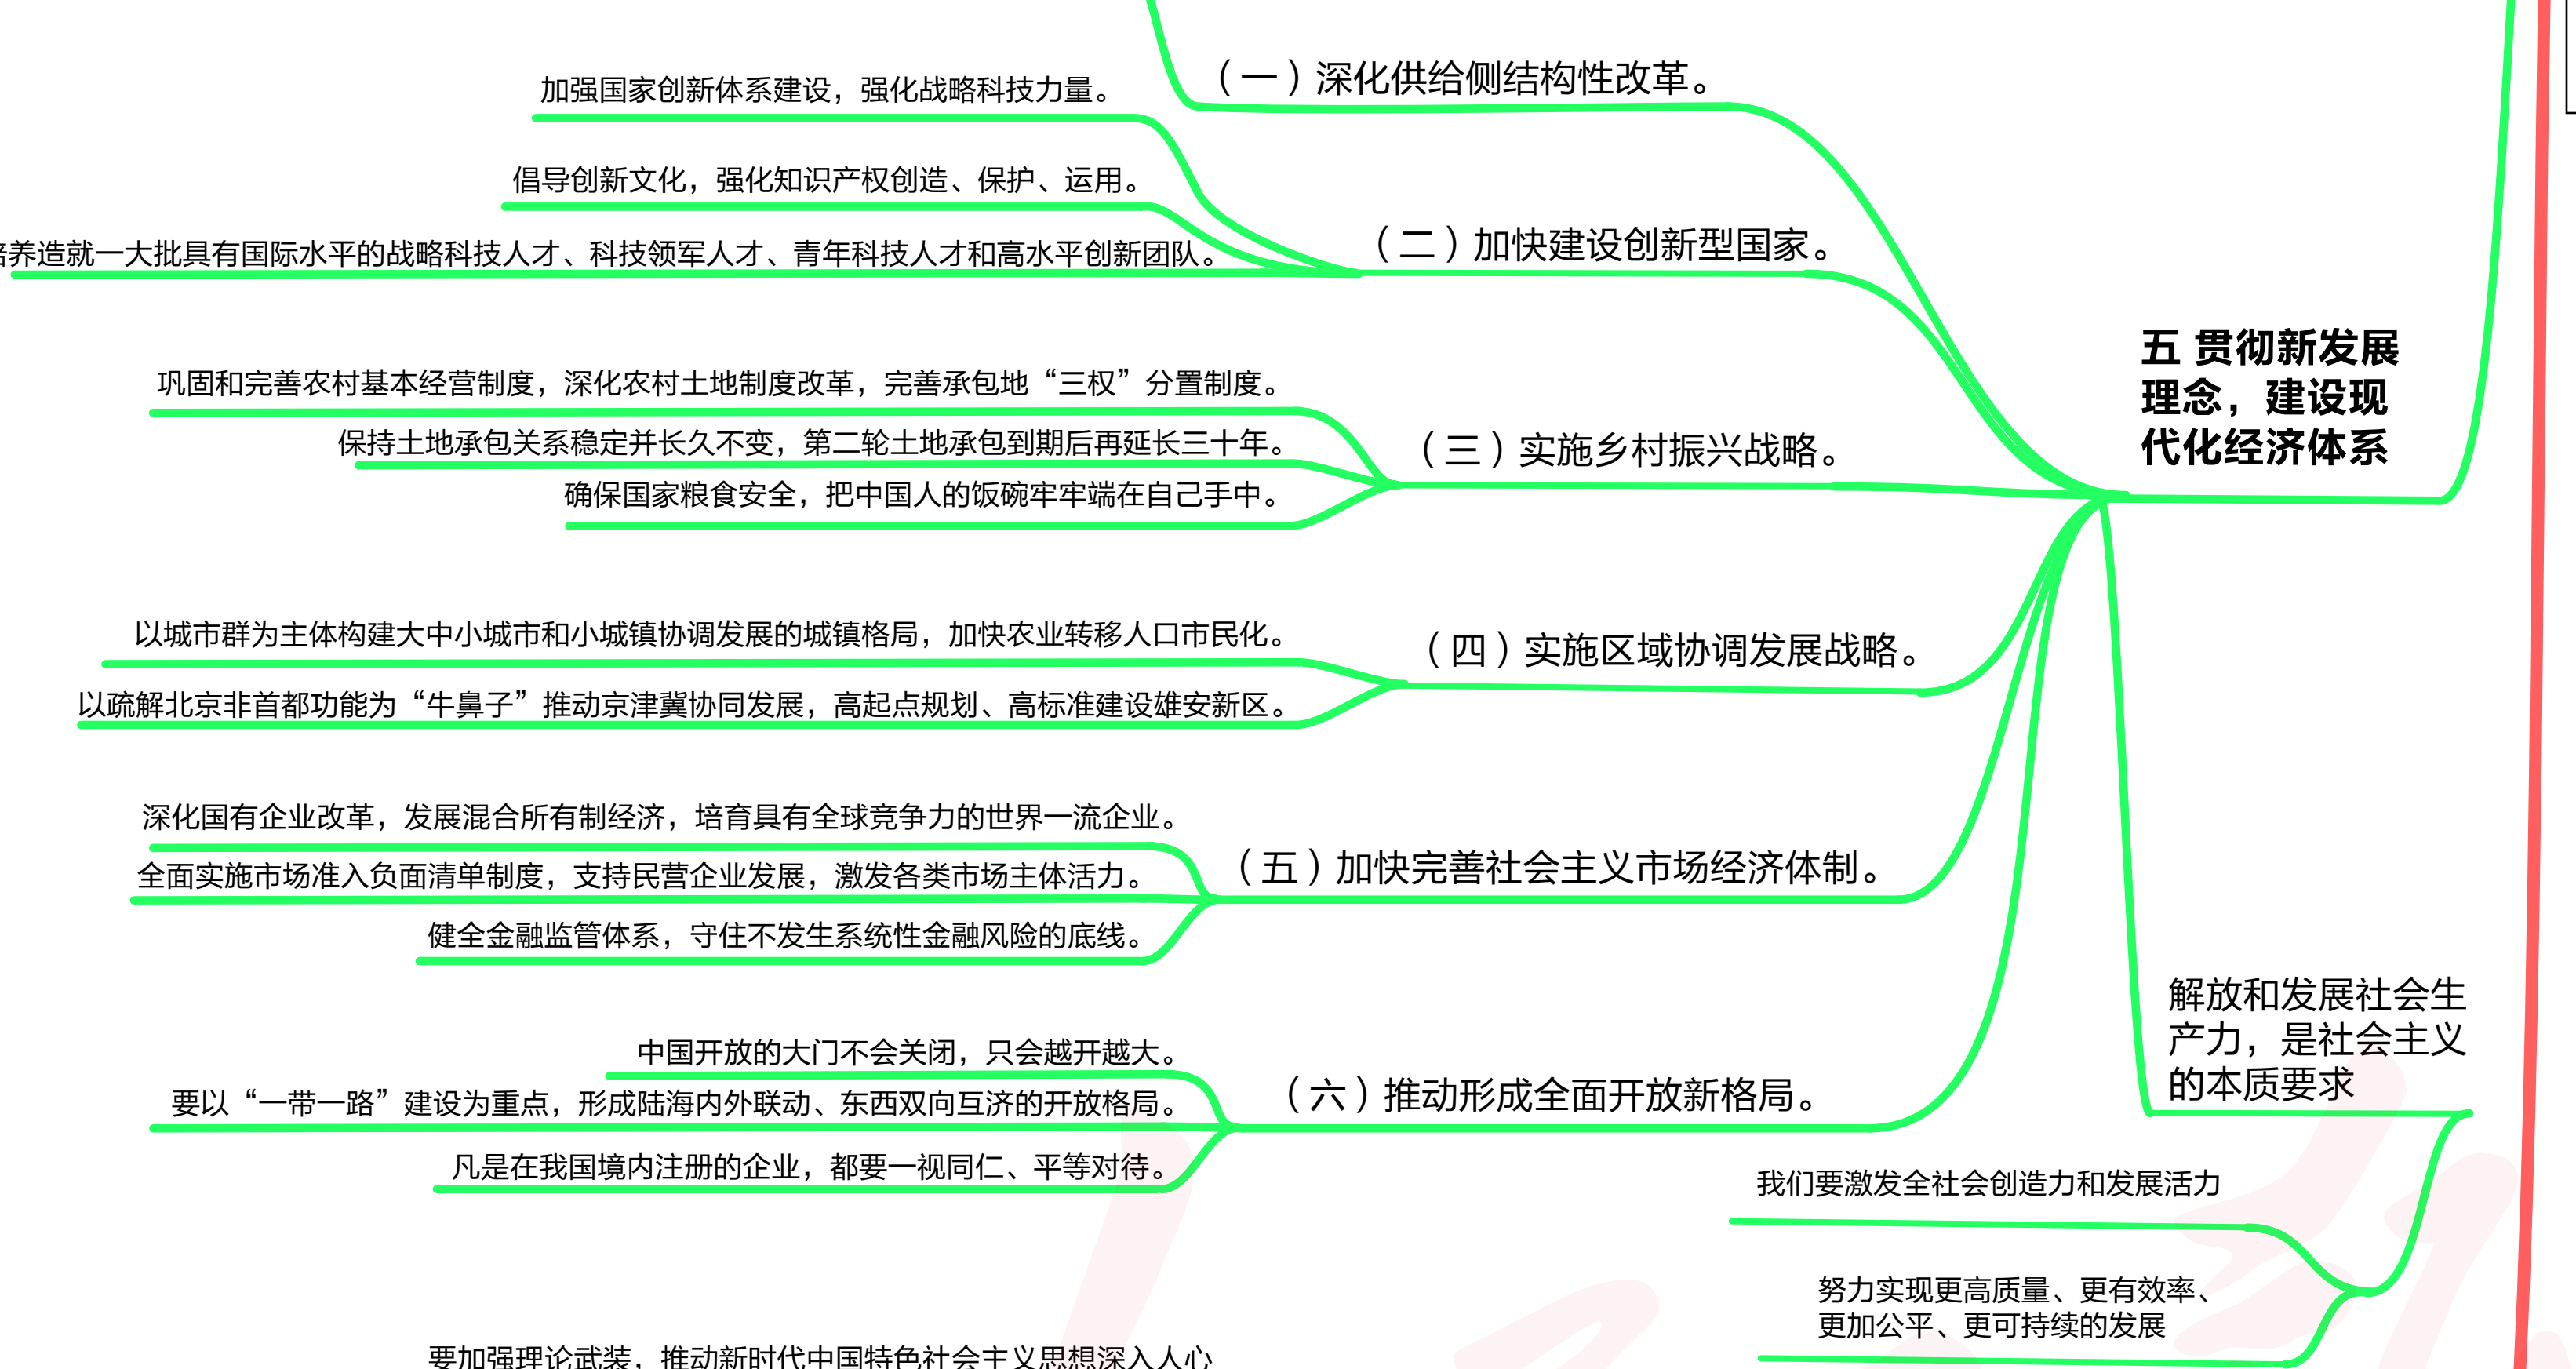 五 贯彻新发展
理念，建设现
代化经济体系
（一）深化供给侧结构性改革。
（二）加快建设创新型国家。
加强国家创新体系建设，强化战略科技力量。
倡导创新文化，强化知识产权创造、保护、运用。
培养造就一大批具有国际水平的战略科技人才、科技领军人才、青年科技人才和高水平创新团队。
（三）实施乡村振兴战略。
巩固和完善农村基本经营制度，深化农村土地制度改革，完善承包地“三权”分置制度。
保持土地承包关系稳定并长久不变，第二轮土地承包到期后再延长三十年。
确保国家粮食安全，把中国人的饭碗牢牢端在自己手中。
（四）实施区域协调发展战略。
以城市群为主体构建大中小城市和小城镇协调发展的城镇格局，加快农业转移人口市民化。
以疏解北京非首都功能为“牛鼻子”推动京津冀协同发展，高起点规划、高标准建设雄安新区。
（五）加快完善社会主义市场经济体制。
深化国有企业改革，发展混合所有制经济，培育具有全球竞争力的世界一流企业。
全面实施市场准入负面清单制度，支持民营企业发展，激发各类市场主体活力。
健全金融监管体系，守住不发生系统性金融风险的底线。
（六）推动形成全面开放新格局。
中国开放的大门不会关闭，只会越开越大。
要以“一带一路”建设为重点，形成陆海内外联动、东西双向互济的开放格局。
凡是在我国境内注册的企业，都要一视同仁、平等对待。
解放和发展社会生
产力，是社会主义
的本质要求
我们要激发全社会创造力和发展活力
努力实现更高质量、更有效率、
更加公平、更可持续的发展
要加强理论武装，推动新时代中国特色社会主义思想深入人心